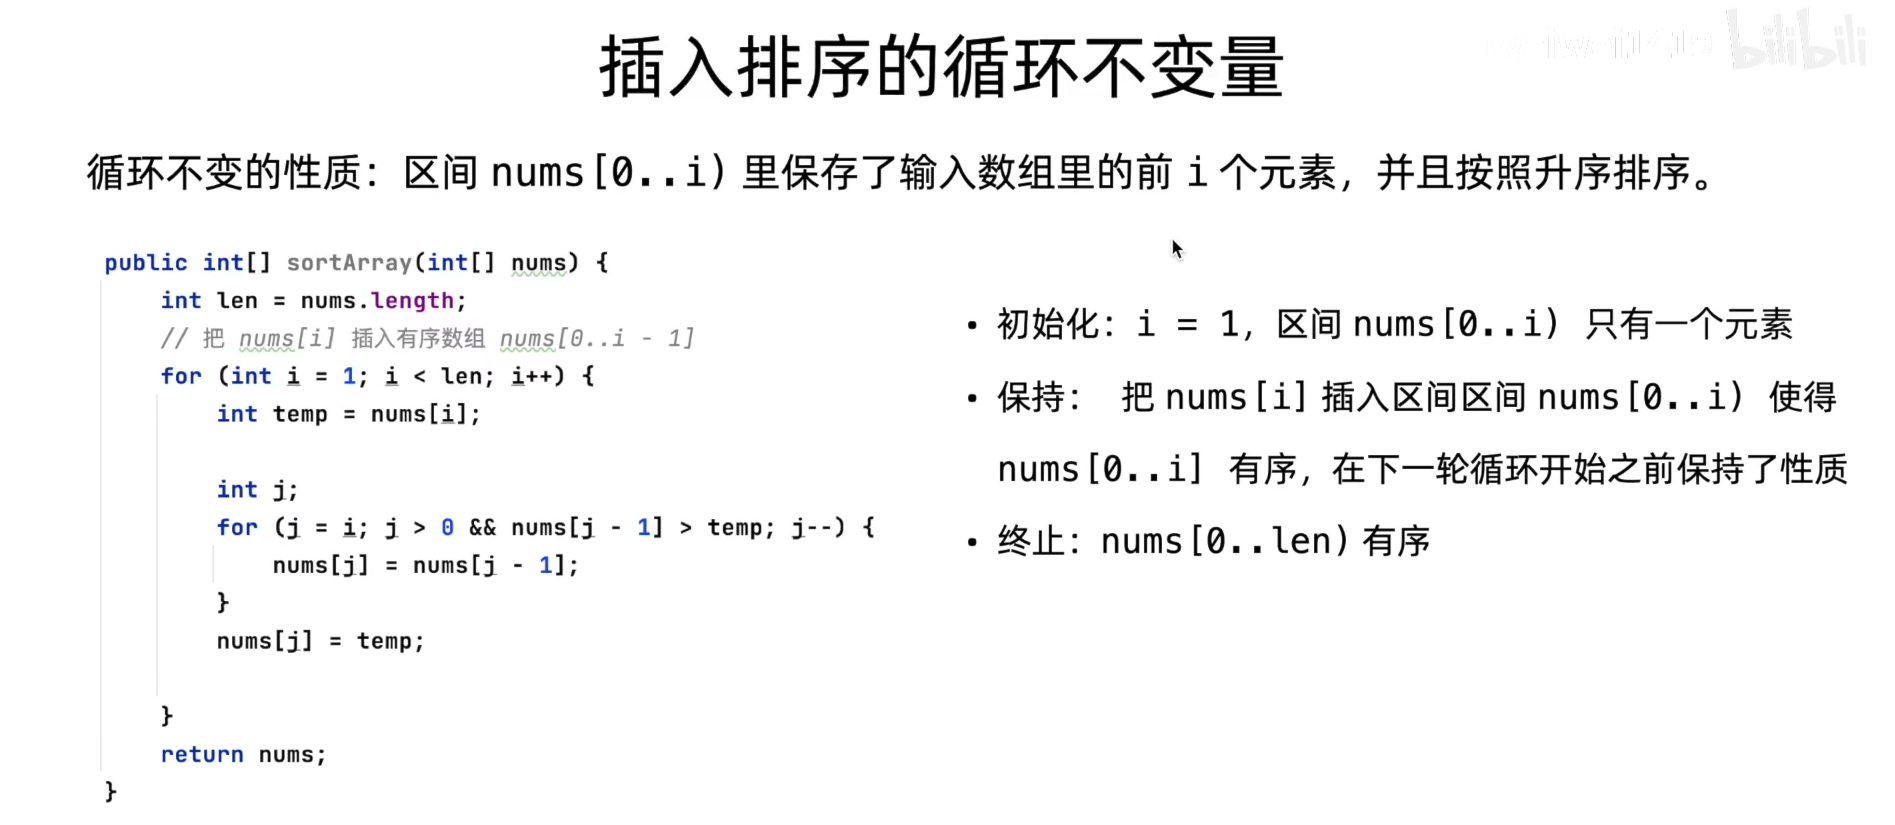 插入排序的循环不变量
bilibili
循环不变的性质：区间 nums[0..i) 里保存了输入数组里的前 i 个元素，并且按照升序排序。
public int[] sortArray(int[] nums) {
int len = nums.length;
// 把 nums[i] 插入有序数组 nums[0..i - 1]
for (int i = 1; i < len; i++) {
int temp = nums[i];
int j;
for (j = i; j > 0 && nums[j - 1] > temp; j--) {
nums[j] = nums[j - 1];
}
nums[j] = temp;
}
return nums;
}
• 初始化：i = 1，区间 nums[0..i) 只有一个元素
• 保持： 把 nums[i] 插入区间区间 nums[0..i) 使得
nums[0..i] 有序，在下一轮循环开始之前保持了性质
• 终止：nums[0..len) 有序